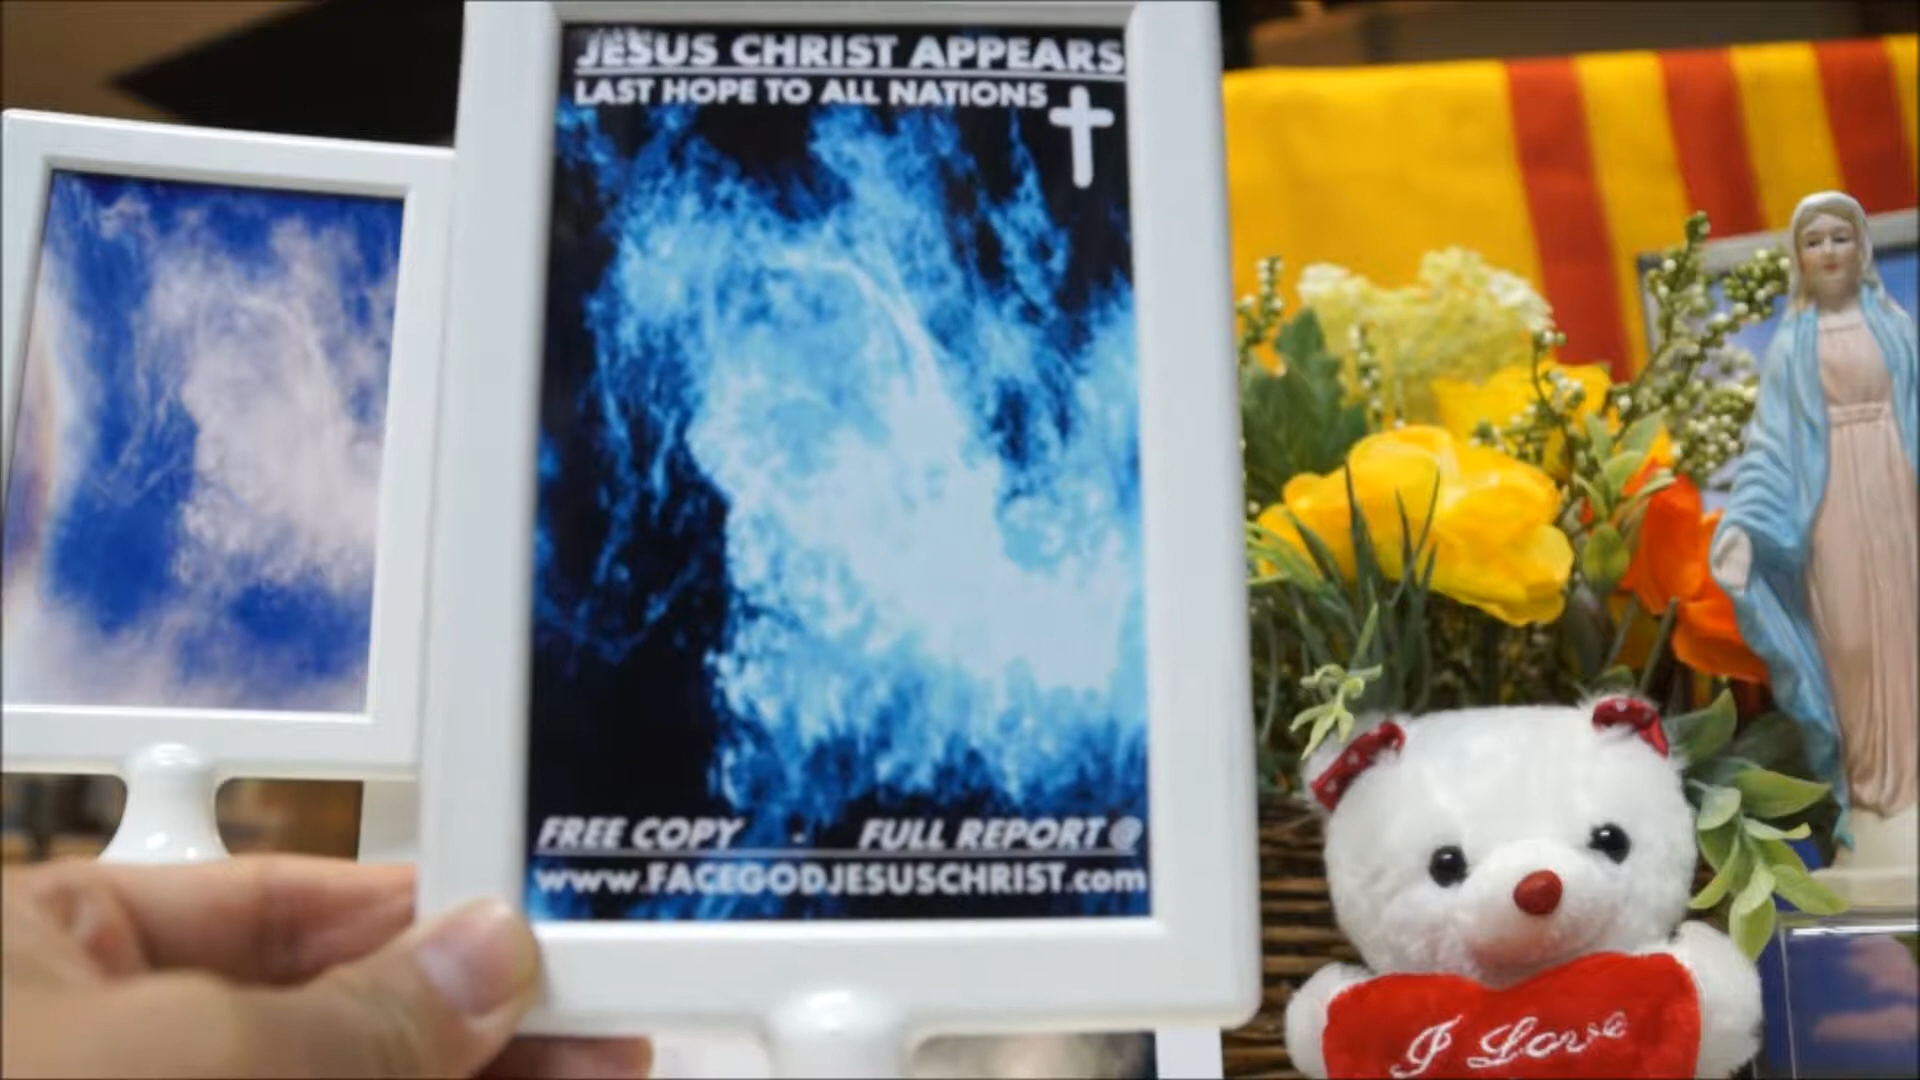 JESUS CHRIST APPEARS
LAST HOPE TO ALL NATIONS
FREE COPY - FULL REPORT @
www.FACEGODJESUSCHRIST.com
I Love